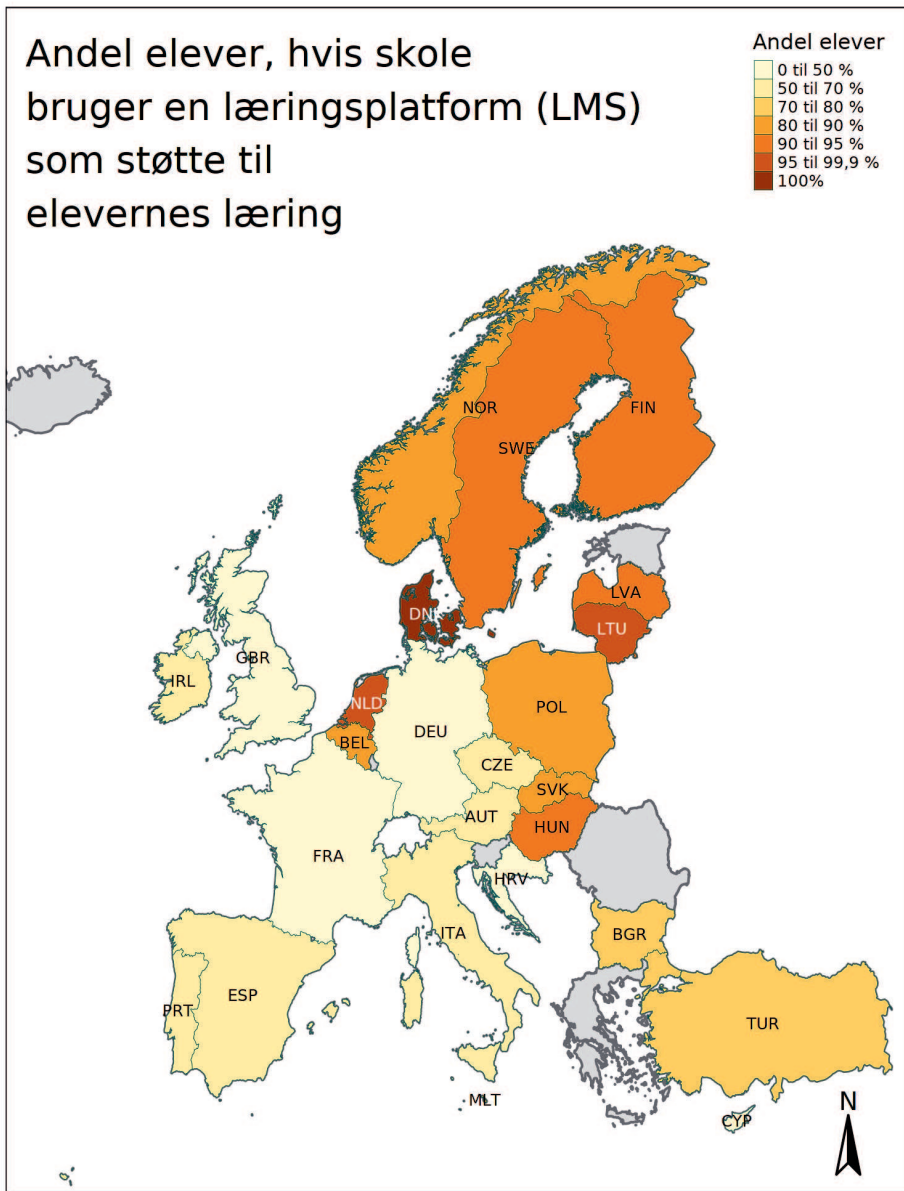 Andel elever, hvis skole
bruger en læringsplatform (LMS)
som støtte til
elevernes læring
Andel elever
0 til 50 %
50 til 70 %
70 til 80 %
80 til 90 %
90 til 95 %
95 til 99,9 %
100%
NOR
FIN
SWE
LVA
DNK
LTU
GBR
IRL
NLD
POL
DEU
BEL
CZE
SVK
AUT
HUN
FRA
HRV
ITA
BGR
ESP
PRT
TUR
MLT
CYP
N